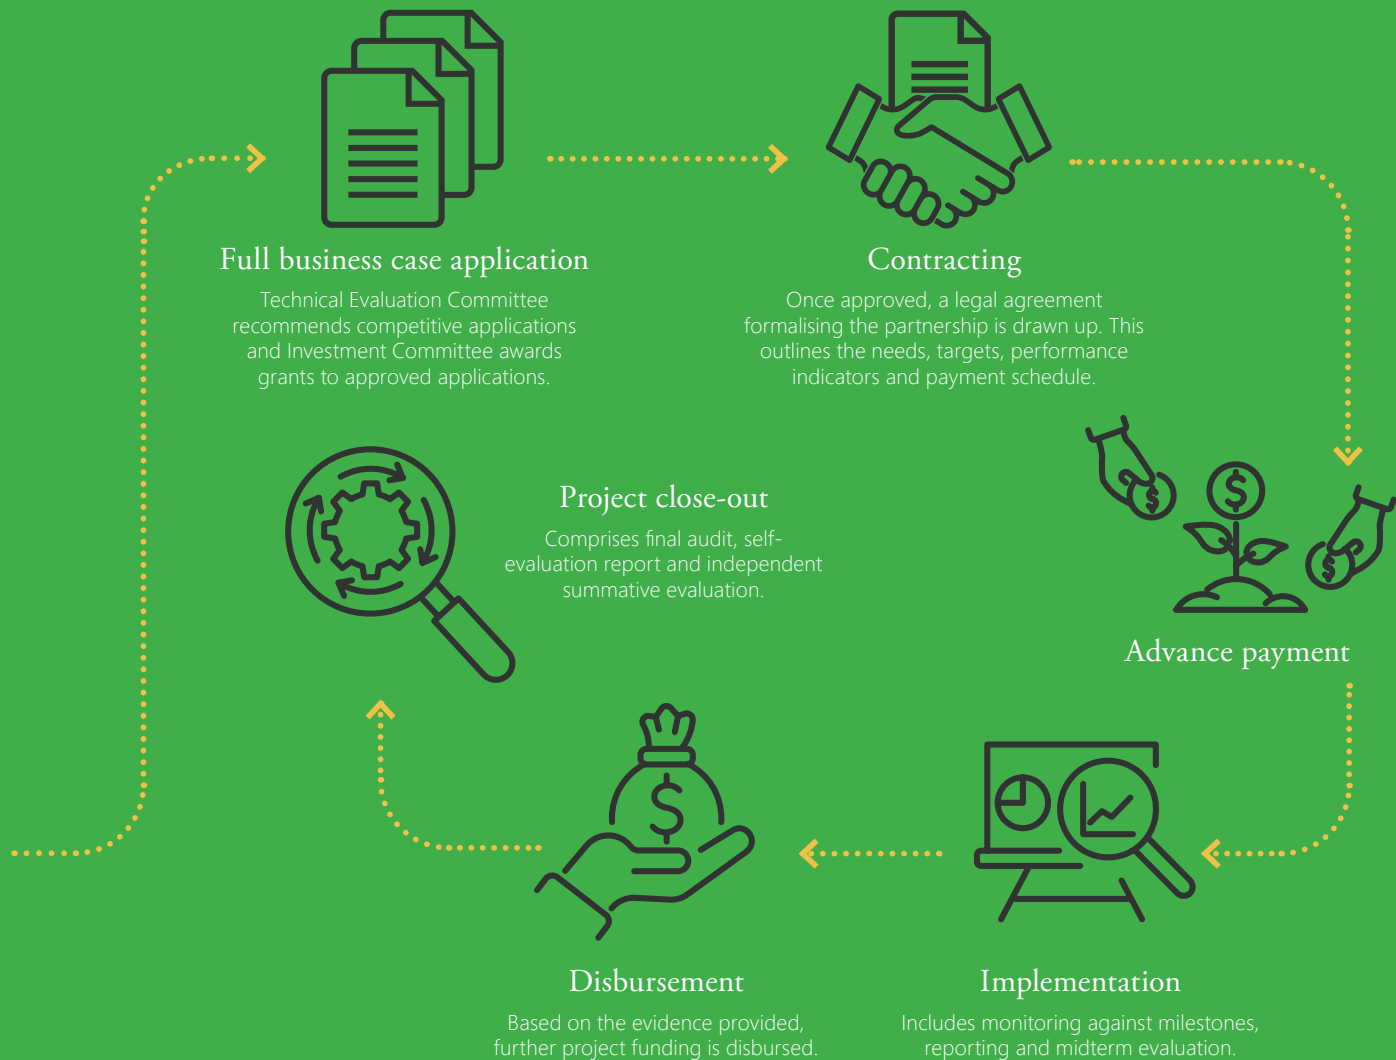 Full business case application
Technical Evaluation Committee
recommends competitive applications
and Investment Committee awards
grants to approved applications.
Contracting
Once approved, a legal agreement
formalising the partnership is drawn up. This
outlines the needs, targets, performance
indicators and payment schedule.
$
$
$
Advance payment
Implementation
Includes monitoring against milestones,
reporting and midterm evaluation.
$
Disbursement
Based on the evidence provided,
further project funding is disbursed.
Project close-out
Comprises final audit, self-
evaluation report and independent
summative evaluation.